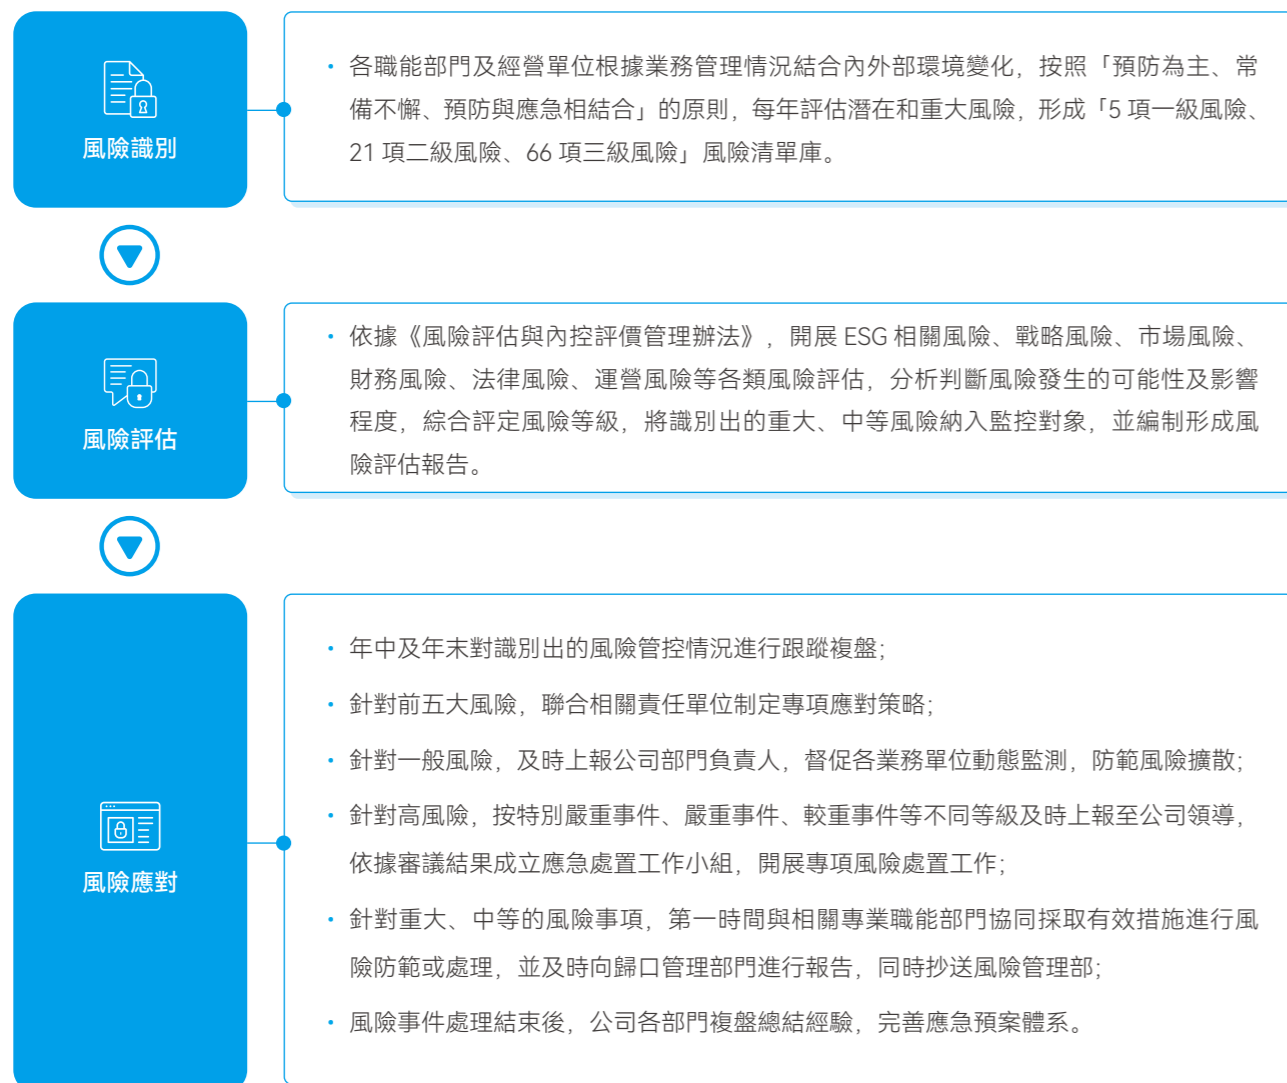 風險識別
• 各職能部門及經營單位根據業務管理情況結合內外部環境變化，按照「預防為主、常
備不懈、預防與應急相結合」的原則，每年評估潛在和重大風險，形成「5 項一級風險、
21 項二級風險、66 項三級風險」風險清單庫。
風險評估
• 依據《風險評估與內控評價管理辦法》，開展 ESG 相關風險、戰略風險、市場風險、
財務風險、法律風險、運營風險等各類風險評估，分析判斷風險發生的可能性及影響
程度，綜合評定風險等級，將識別出的重大、中等風險納入監控對象，並編制形成風
險評估報告。
風險應對
• 年中及年末對識別出的風險管控情況進行跟蹤複盤；
• 針對前五大風險，聯合相關責任單位制定專項應對策略；
• 針對一般風險，及時上報公司部門負責人，督促各業務單位動態監測，防範風險擴散；
• 針對高風險，按特別嚴重事件、嚴重事件、較重事件等不同等級及時上報至公司領導，
依據審議結果成立應急處置工作小組，開展專項風險處置工作；
• 針對重大、中等的風險事項，第一時間與相關專業職能部門協同採取有效措施進行風
險防範或處理，並及時向歸口管理部門進行報告，同時抄送風險管理部；
• 風險事件處理結束後，公司各部門複盤總結經驗，完善應急預案體系。